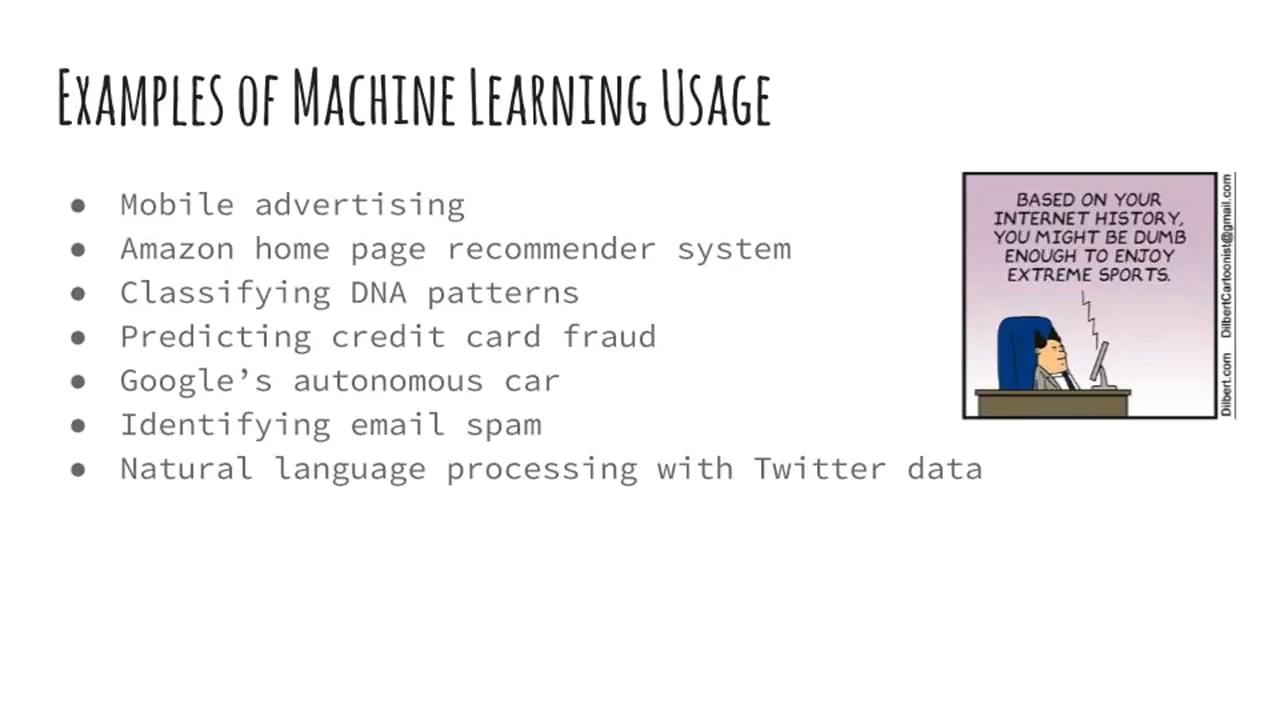 Examples of Machine Learning Usage
● Mobile advertising
● Amazon home page recommender system
● Classifying DNA patterns
● Predicting credit card fraud
● Google’s autonomous car
● Identifying email spam
● Natural language processing with Twitter data
BASED ON YOUR
INTERNET HISTORY,
YOU MIGHT BE DUMB
ENOUGH TO ENJOY
EXTREME SPORTS.
Dilbert.com DilbertCartoonist@gmail.com